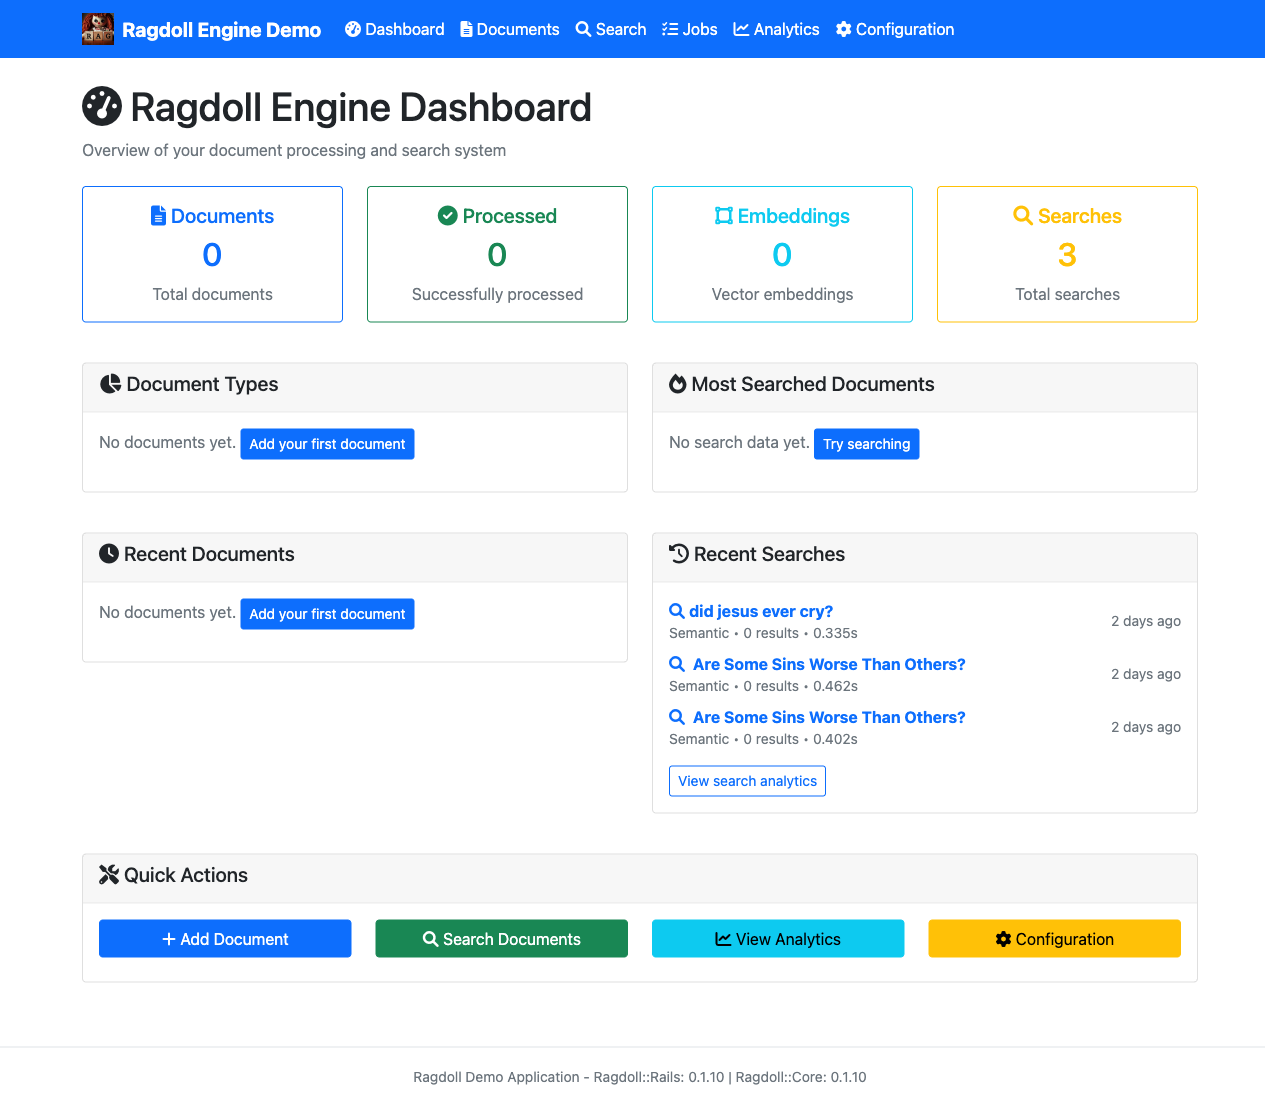 RAG
Ragdoll Engine Demo Dashboard Documents Search Jobs Analytics Configuration
Ragdoll Engine Dashboard
Overview of your document processing and search system
Documents
0
Total documents
Processed
0
Successfully processed
Embeddings
0
Vector embeddings
Searches
3
Total searches
Document Types
No documents yet. Add your first document
Most Searched Documents
No search data yet. Try searching
Recent Documents
No documents yet. Add your first document
Recent Searches
did jesus ever cry?
Semantic • 0 results • 0.335s
2 days ago
Are Some Sins Worse Than Others?
Semantic • 0 results • 0.462s
2 days ago
Are Some Sins Worse Than Others?
Semantic • 0 results • 0.402s
2 days ago
View search analytics
Quick Actions
Add Document Search Documents View Analytics Configuration
Ragdoll Demo Application - Ragdoll::Rails: 0.1.10 | Ragdoll::Core: 0.1.10